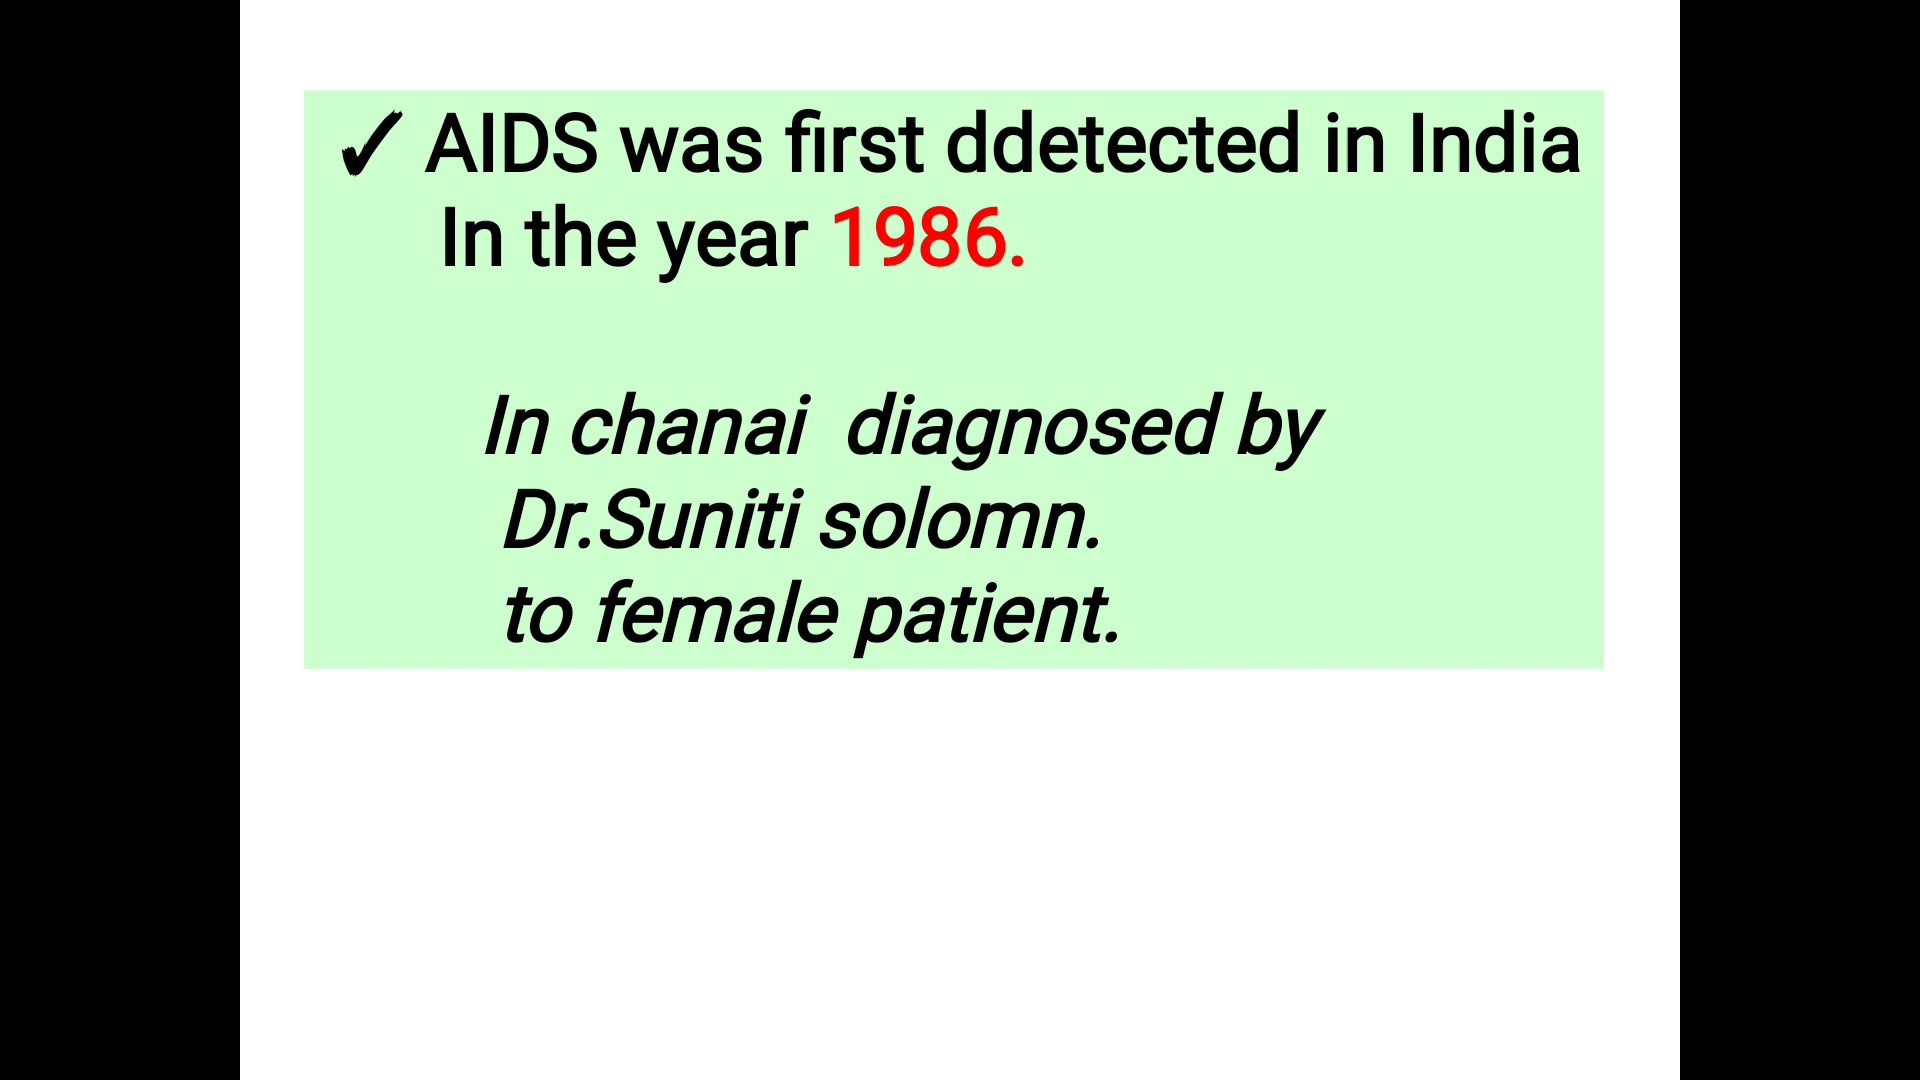 ✓ AIDS was first ddetected in India
In the year 1986.
In chanai diagnosed by
Dr.Suniti solomn.
to female patient.